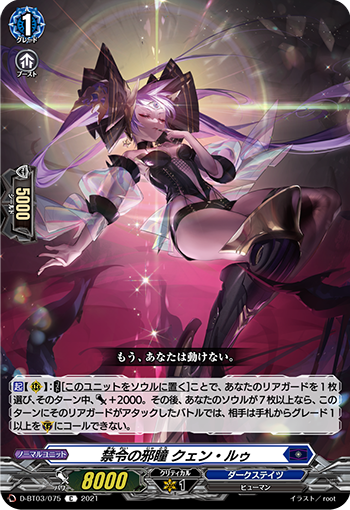 1
グレード
ブースト
5000
シールド
もう、あなたは動けない。
起【Ⓡ】：[このユニットをソウルに置く]ことで、あなたのリアガードを1枚
選び、そのターン中、+2000。その後、あなたのソウルが7枚以上なら、この
ターンにそのリアガードがアタックしたバトルでは、相手は手札からグレード1
以上をⒼにコールできない。
ノーマルユニット
禁令の邪瞳 クェン・ルゥ
パワー 8000
クリティカル 1
ダークステイツ
ヒューマン
D-BT03/075 C 2021
イラスト／root